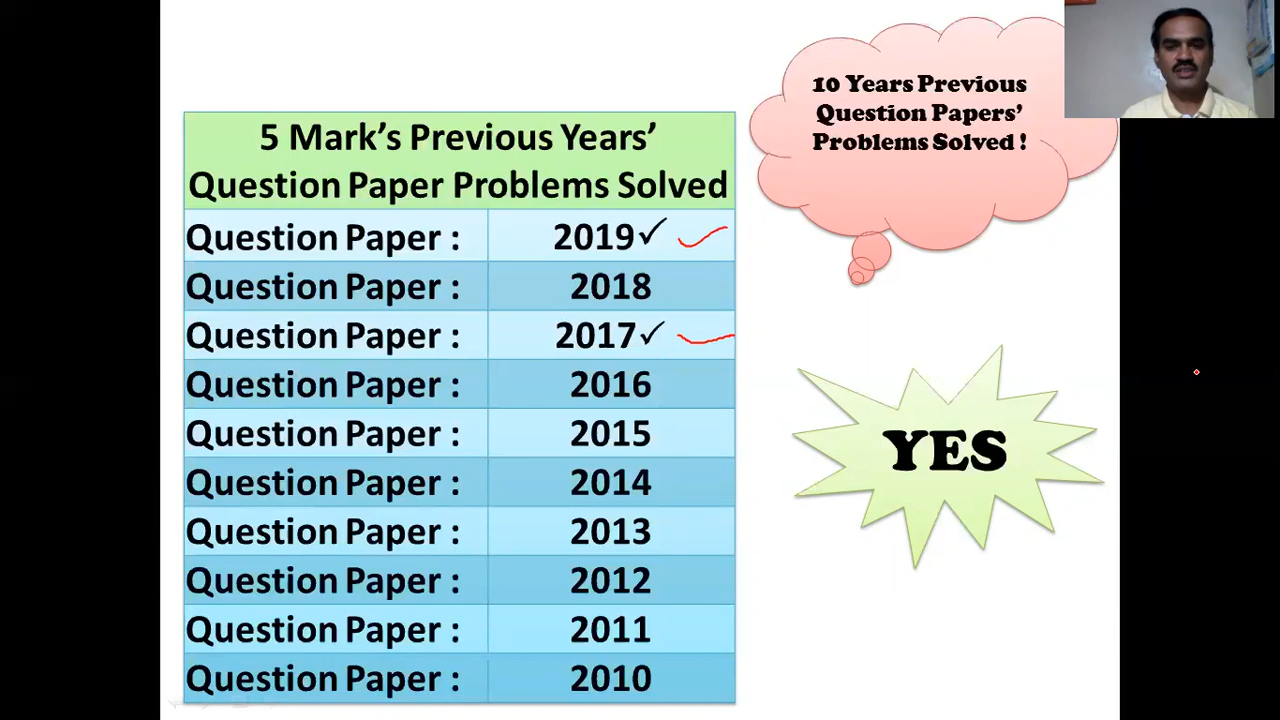 5 Mark's Previous Years'
Question Paper Problems Solved
Question Paper : 2019✓
Question Paper : 2018
Question Paper : 2017✓
Question Paper : 2016
Question Paper : 2015
Question Paper : 2014
Question Paper : 2013
Question Paper : 2012
Question Paper : 2011
Question Paper : 2010
10 Years Previous
Question Papers'
Problems Solved !
YES